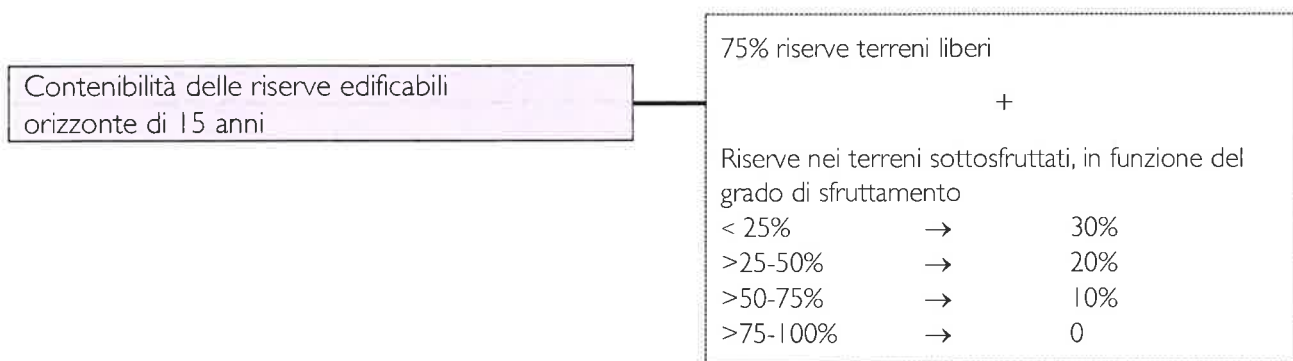 Contenibilità delle riserve edificabili
orizzonte di 15 anni
75% riserve terreni liberi
+
Riserve nei terreni sottosfruttati, in funzione del
grado di sfruttamento
< 25% → 30%
>25-50% → 20%
>50-75% → 10%
>75-100% → 0